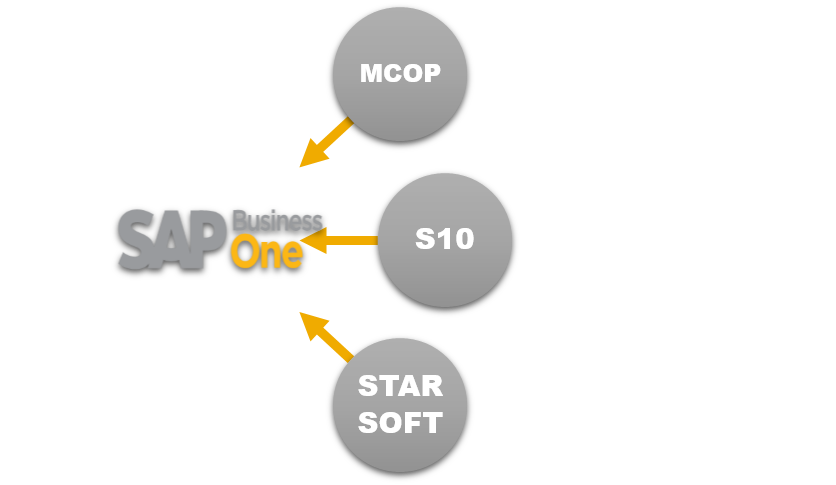 MCOP
SAP Business One
S10
STAR
SOFT